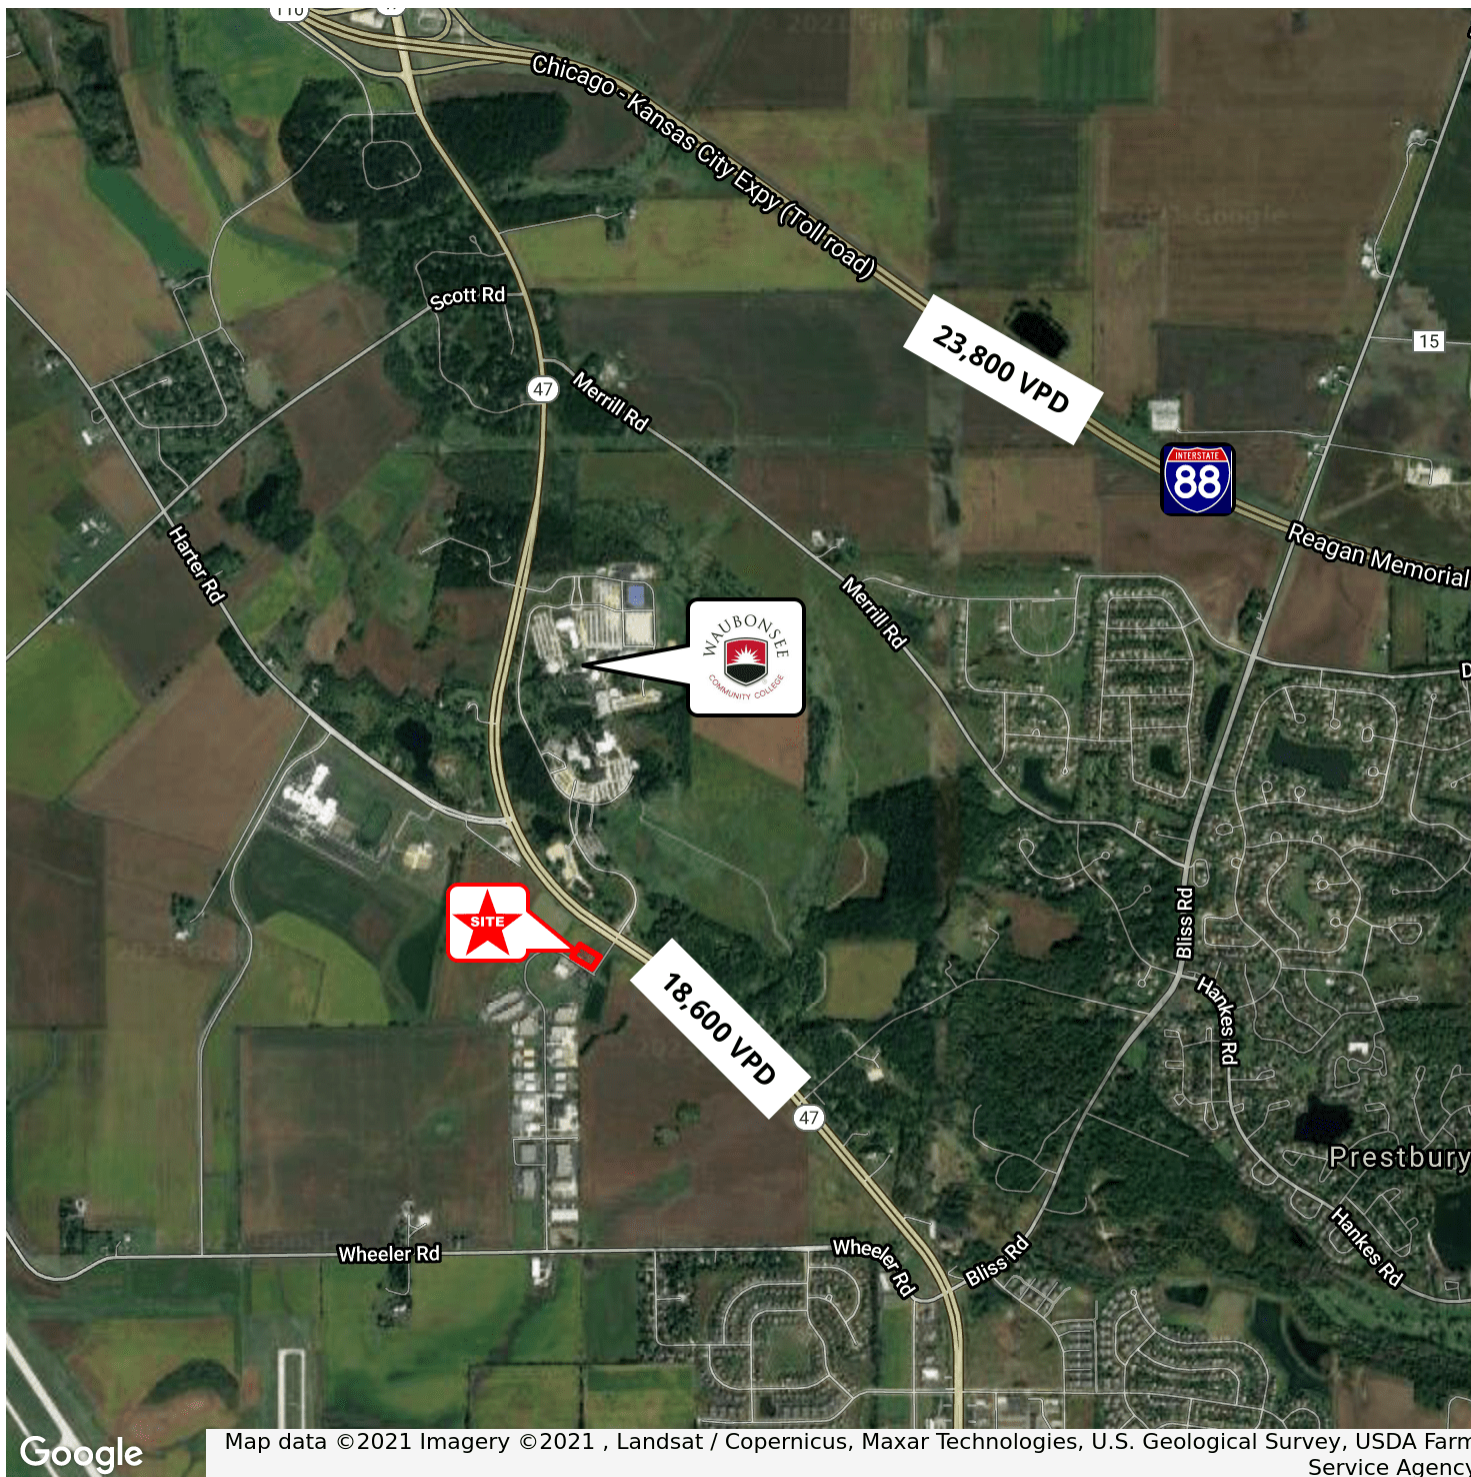 Chicago - Kansas City Expy (Toll road)
Scott Rd
23,800 VPD
15
47
Merrill Rd
INTERSTATE
88
Reagan Memorial
Harter Rd
Merrill Rd
WAUBONSEE
COMMUNITY COLLEGE
SITE
Bliss Rd
Hankes Rd
18,600 VPD
47
Prestbury
Wheeler Rd
Wheeler Rd
Bliss Rd
Hankes Rd
Google
Map data ©2021 Imagery ©2021 , Landsat / Copernicus, Maxar Technologies, U.S. Geological Survey, USDA Farm
Service Agency